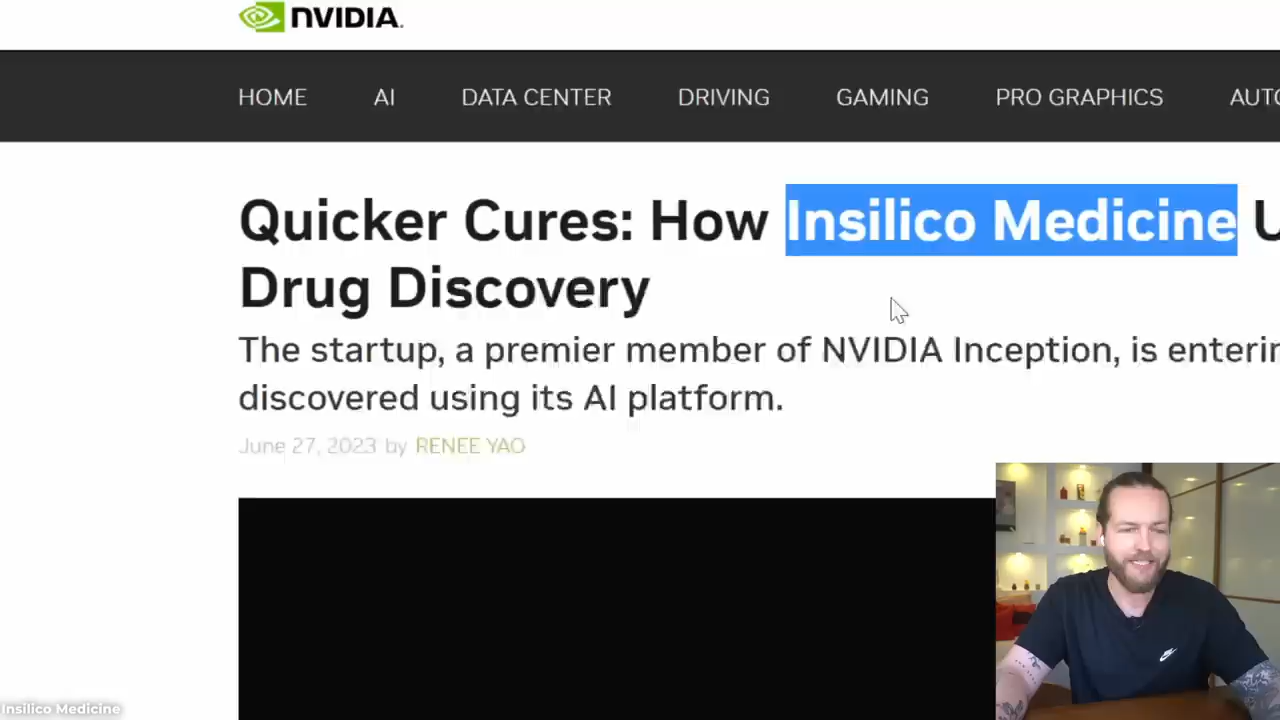 NVIDIA.
HOME AI DATA CENTER DRIVING GAMING PRO GRAPHICS AUTO
Quicker Cures: How Insilico Medicine U
Drug Discovery
The startup, a premier member of NVIDIA Inception, is enterin
discovered using its AI platform.
June 27, 2023 by RENEE YAO
Insilico Medicine